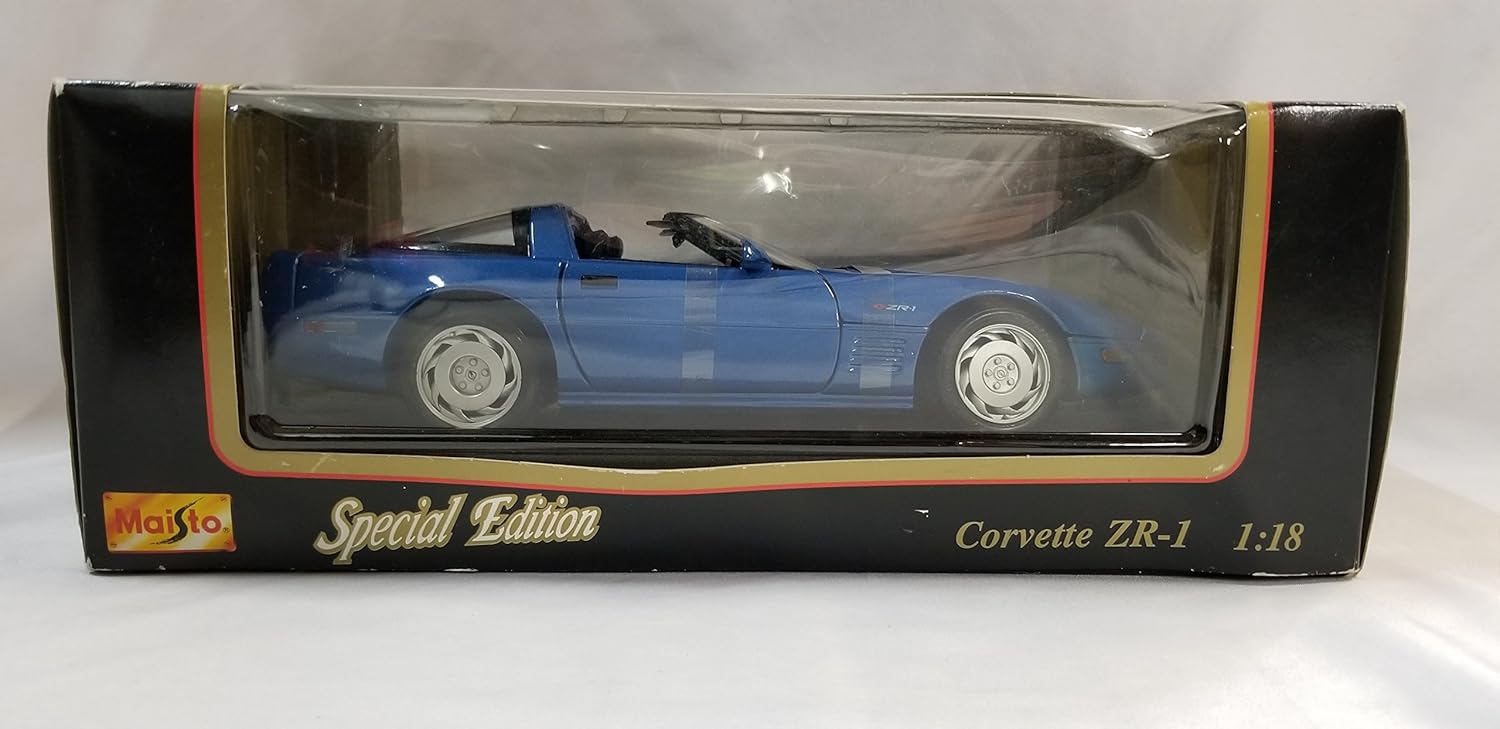 ZR-1
Maisto®
Special Edition
Corvette ZR-1 1:18